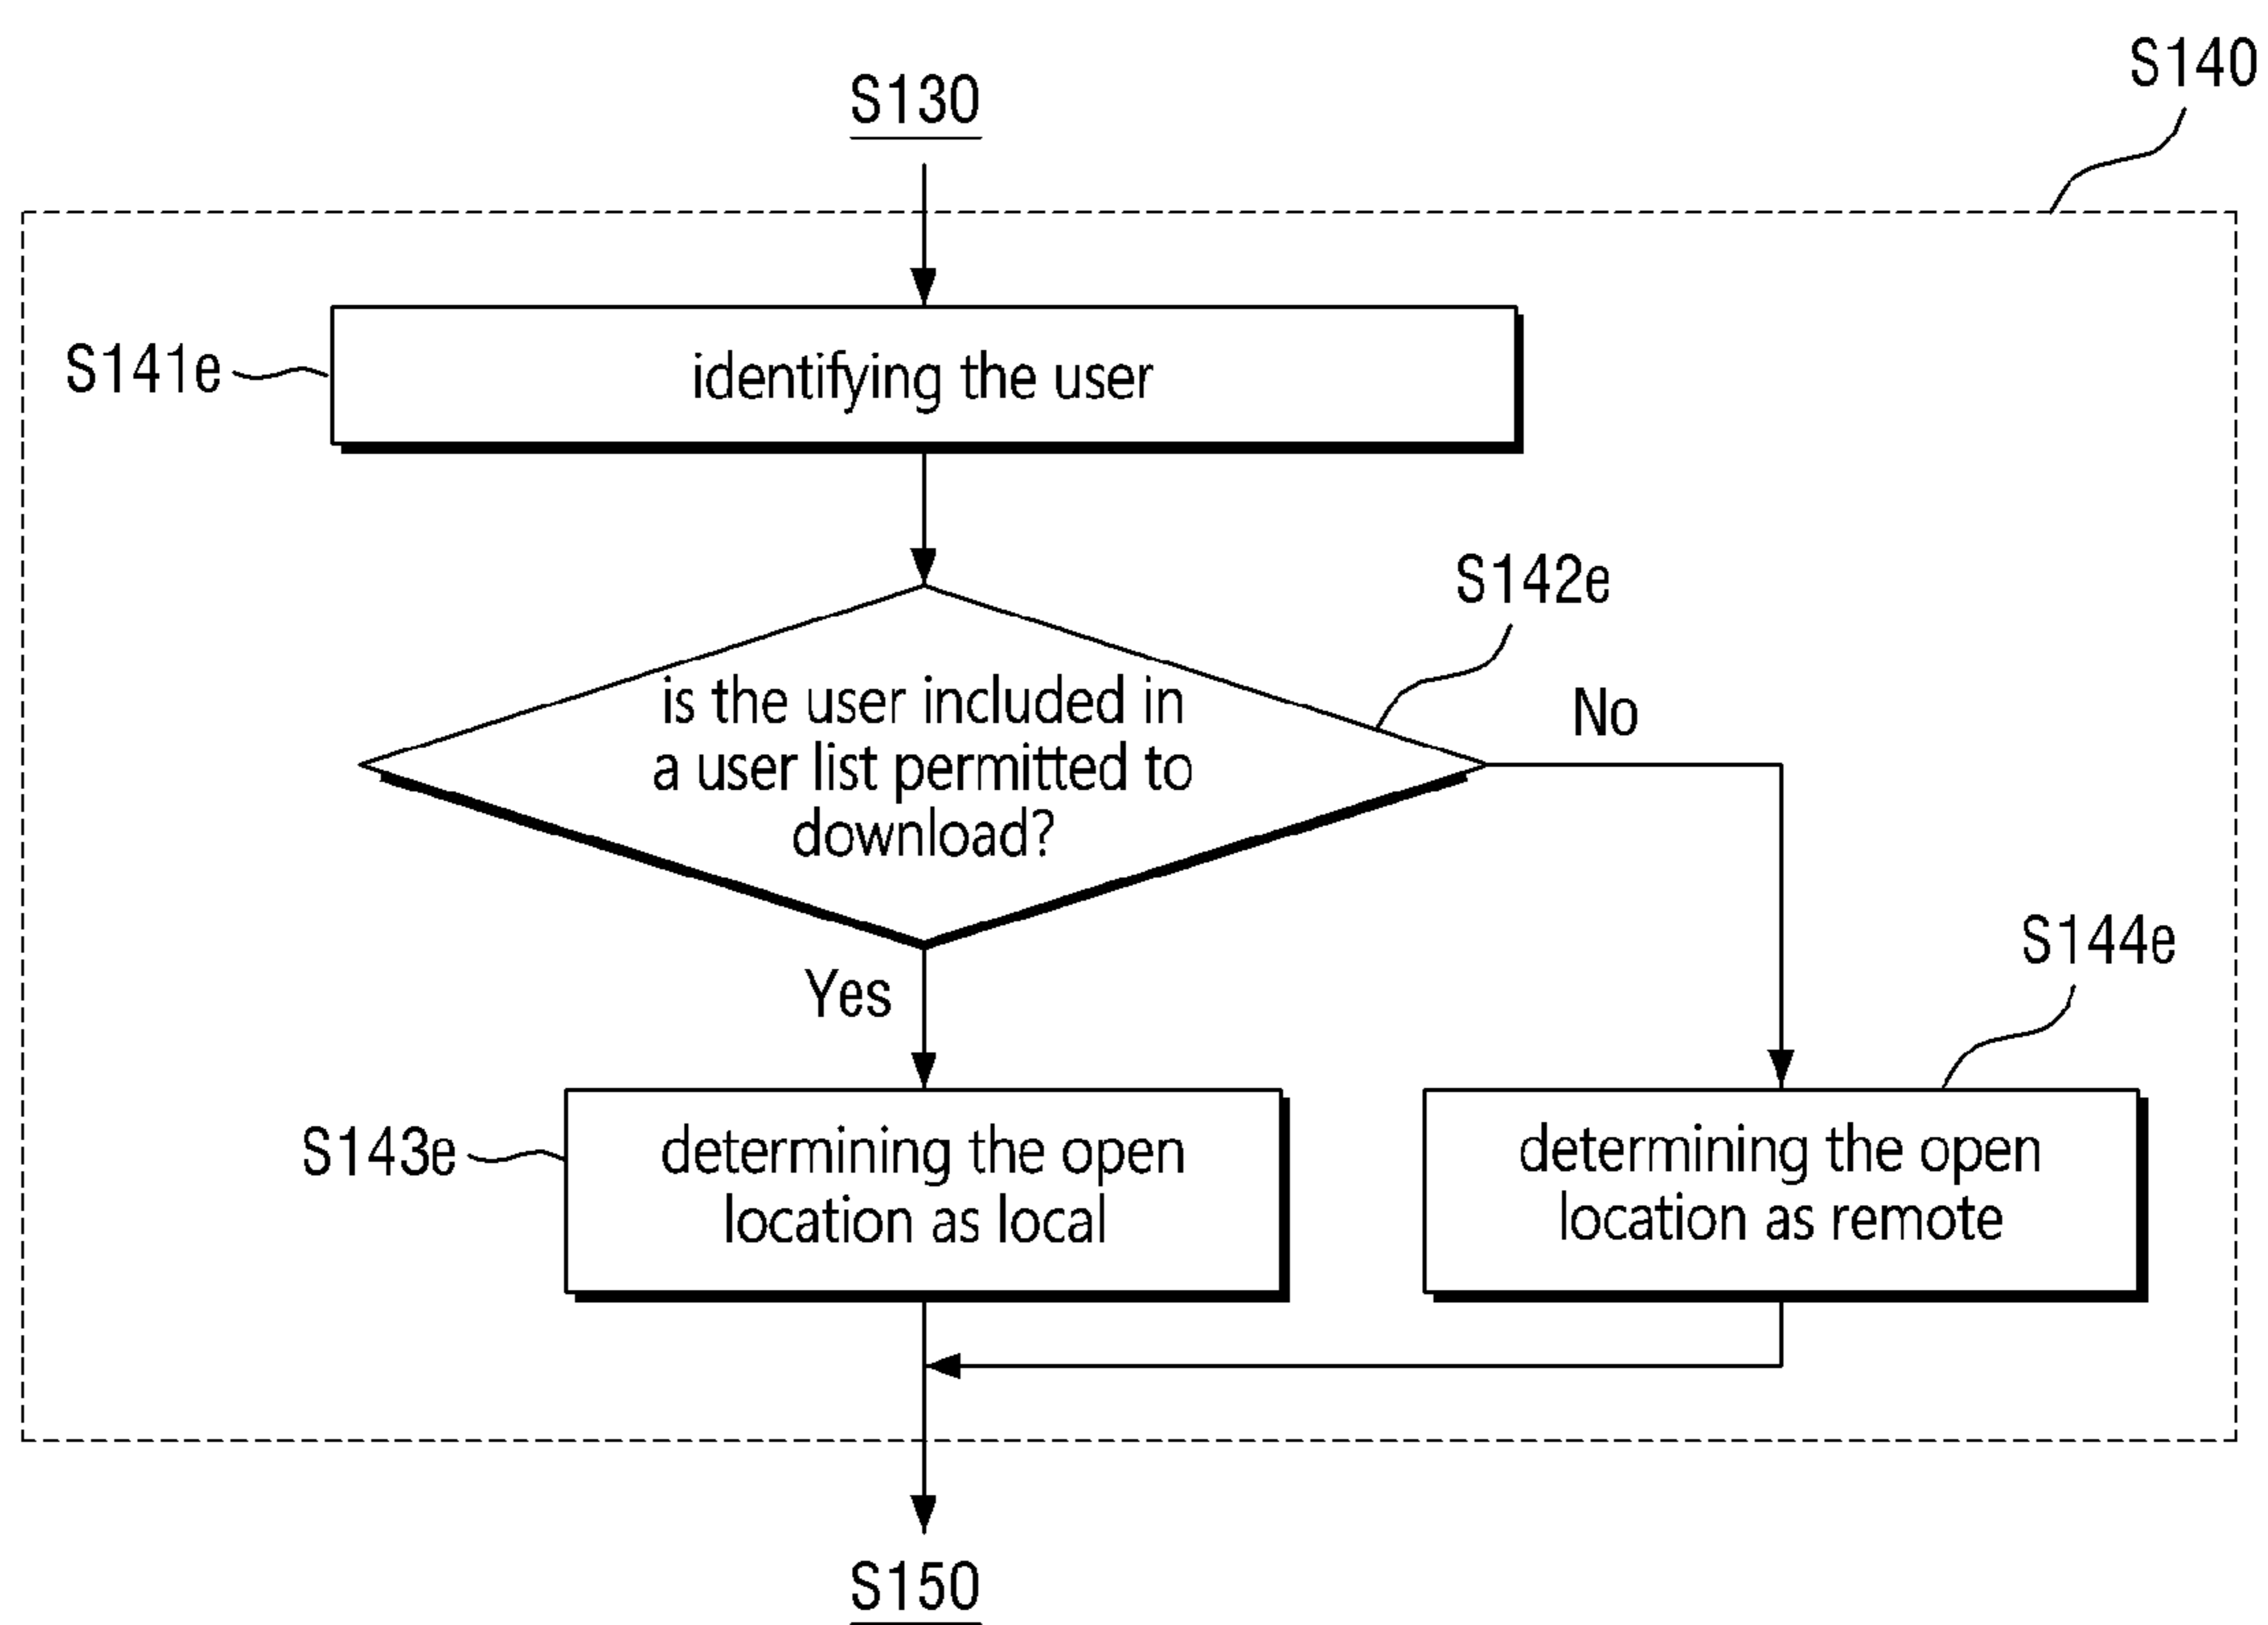 S140
S130
S141e
identifying the user
S142e
is the user included in
a user list permitted to
download?
No
Yes
S144e
S143e
determining the open
location as local
determining the open
location as remote
S150